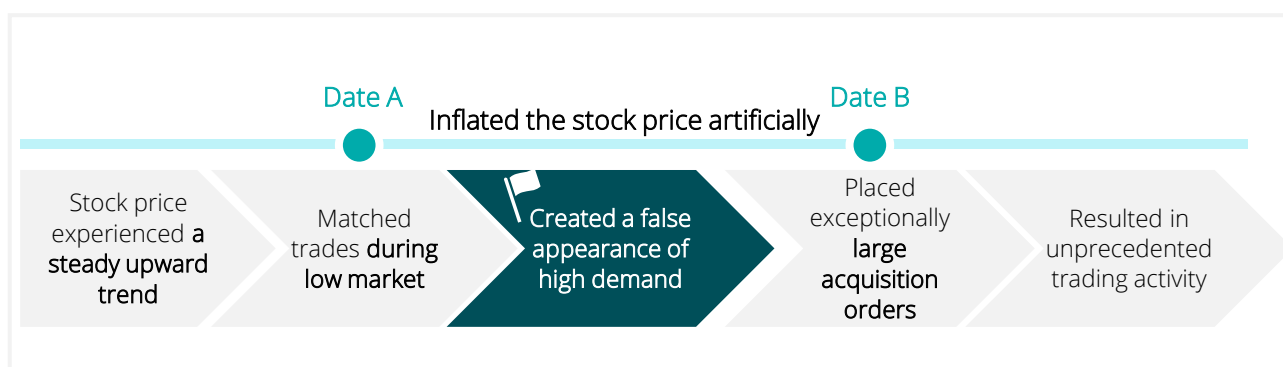 Date A
Inflated the stock price artificially
Date B
Stock price
experienced a
steady upward
trend
Matched
trades during
low market
Created a false
appearance of
high demand
Placed
exceptionally
large
acquisition
orders
Resulted in
unprecedented
trading activity